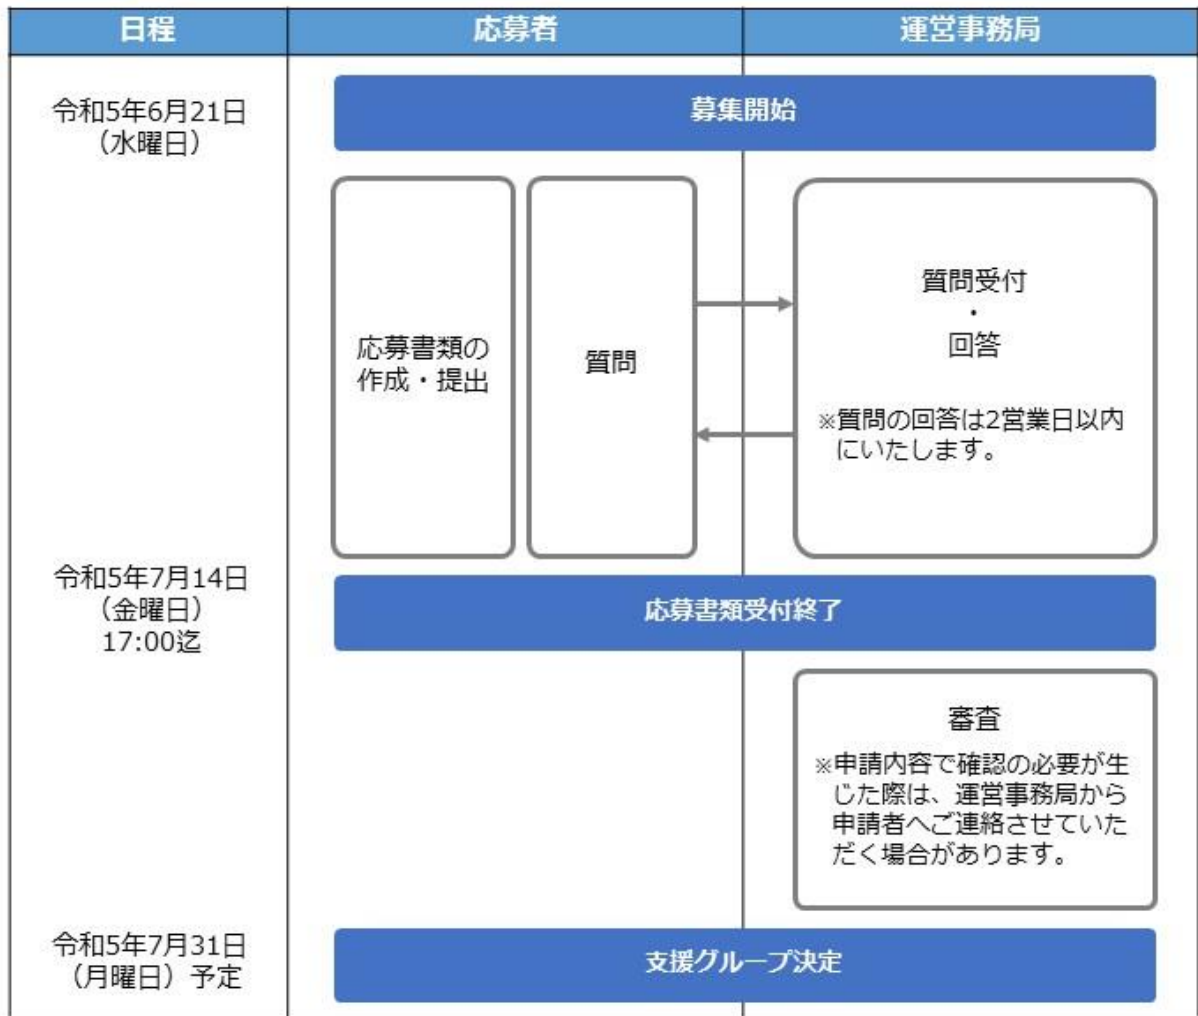 日程
応募者
運営事務局
令和5年6月21日
（水曜日）
募集開始
応募書類の
作成・提出
質問
質問受付
・
回答
※質問の回答は2営業日以内
にいたします。
令和5年7月14日
（金曜日）
17:00迄
応募書類受付終了
審査
※申請内容で確認の必要が生
じた際は、運営事務局から
申請者へご連絡させていた
だく場合があります。
令和5年7月31日
（月曜日）予定
支援グループ決定